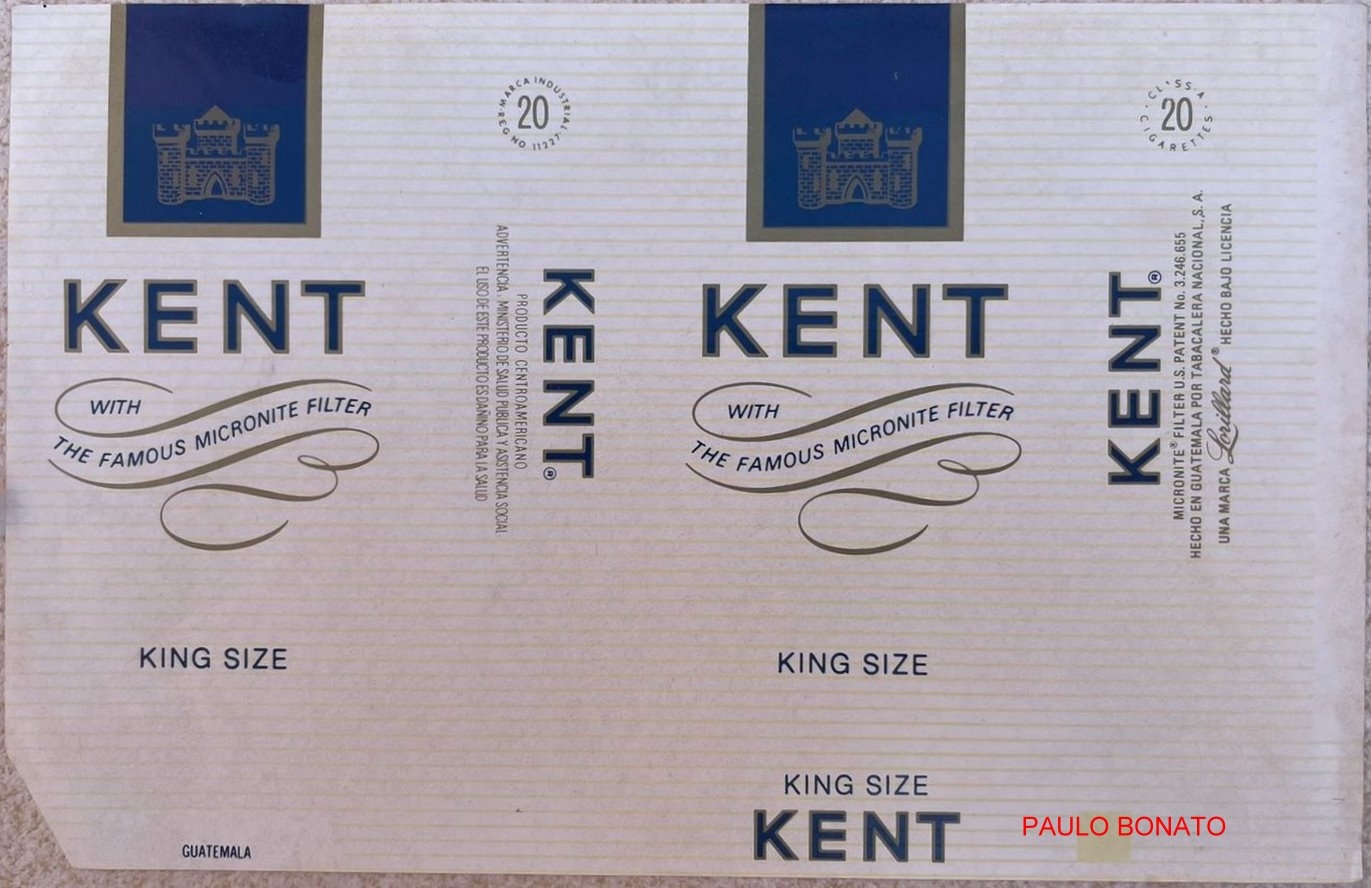 MARCA INDUSTRIAL
20
REG NO 11227
CLASS A
20
CIGARETTES
KENT
WITH
THE FAMOUS MICRONITE FILTER
KING SIZE
GUATEMALA
KENT®
PRODUCTO CENTROAMERICANO
ADVERTENCIA. MINISTERIO DE SALUD PUBLICA Y ASISTENCIA SOCIAL
EL USO DE ESTE PRODUCTO ES DAÑINO PARA LA SALUD
KENT
WITH
THE FAMOUS MICRONITE FILTER
KING SIZE
KING SIZE
KENT
KENT®
MICRONITE® FILTER U.S. PATENT No. 3.246.655
HECHO EN GUATEMALA POR TABACALERA NACIONAL, S. A.
UNA MARCA Lorillard® HECHO BAJO LICENCIA
PAULO BONATO